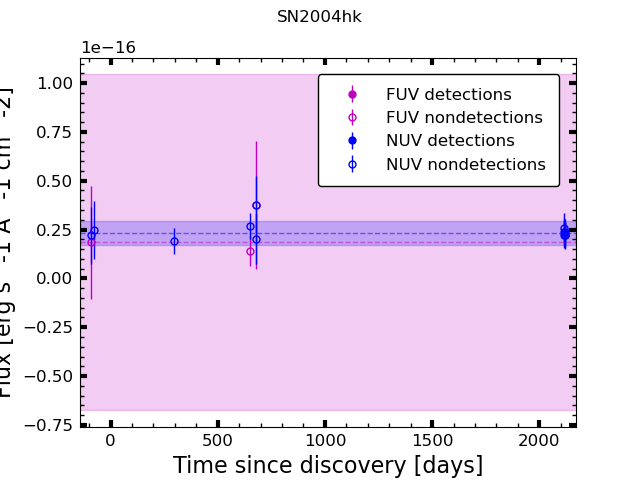 SN2004hk
1e−16
1.00
0.75
0.50
0.25
0.00
−0.25
−0.50
−0.75
Flux [erg s -1 A -1 cm -2]
FUV detections
FUV nondetections
NUV detections
NUV nondetections
0 500 1000 1500 2000
Time since discovery [days]